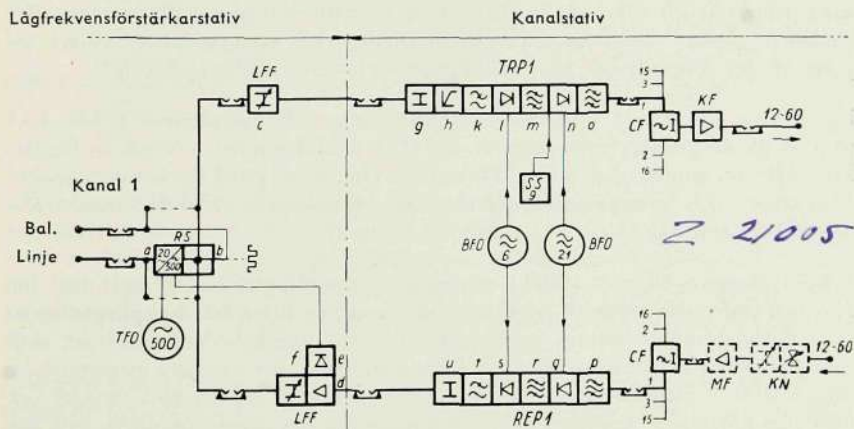 Lågfrekvensförstärkarstativ Kanalstativ
LFF
c
TRP1
g h k l m n o
15
3
1
CF
KF
12-60
2
16
SS
9
Kanal 1
Bal.
Linje
a
RS
20
500
b
BFO
6
21
BFO
Z 21005
TFO
500
f e
d
LFF
u t s r q p
REP1
16
2
CF
1
3
15
MF
KN
12-60